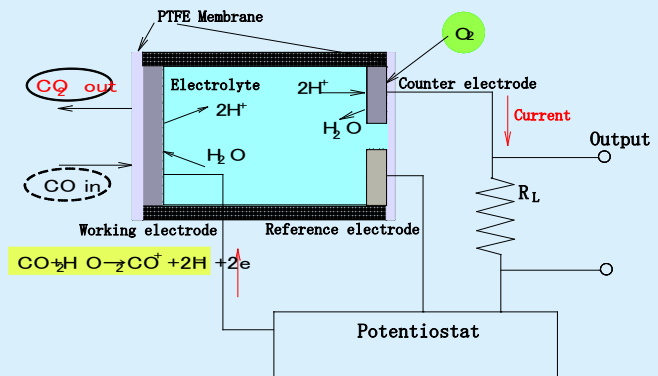 PTFE Membrane
O2
CO2 out
Electrolyte
2H+
2H+
Counter electrode
H2O
Current
Output
H2O
CO in
RL
Working electrode
Reference electrode
CO+H2O→CO2+2H+ +2e
Potentiostat